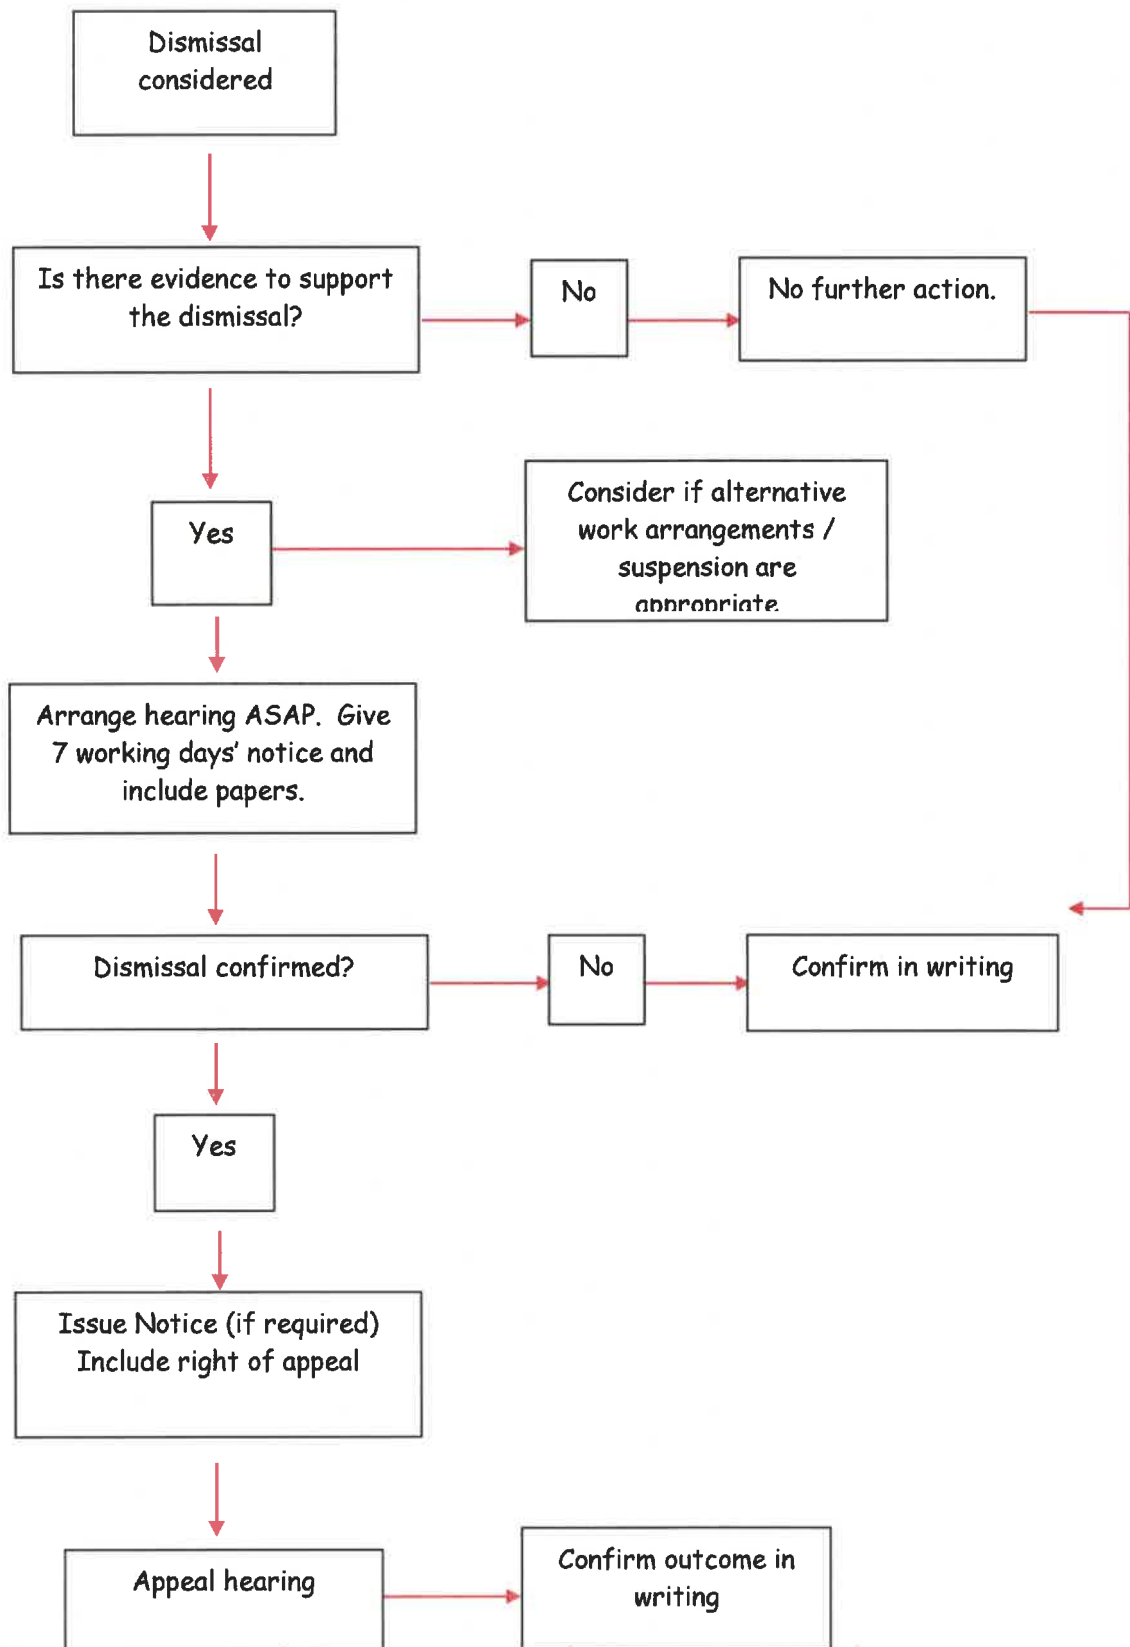 Dismissal
considered
Is there evidence to support
the dismissal?
No
No further action.
Yes
Consider if alternative
work arrangements /
suspension are
appropriate
Arrange hearing ASAP. Give
7 working days' notice and
include papers.
Dismissal confirmed?
No
Confirm in writing
Yes
Issue Notice (if required)
Include right of appeal
Appeal hearing
Confirm outcome in
writing